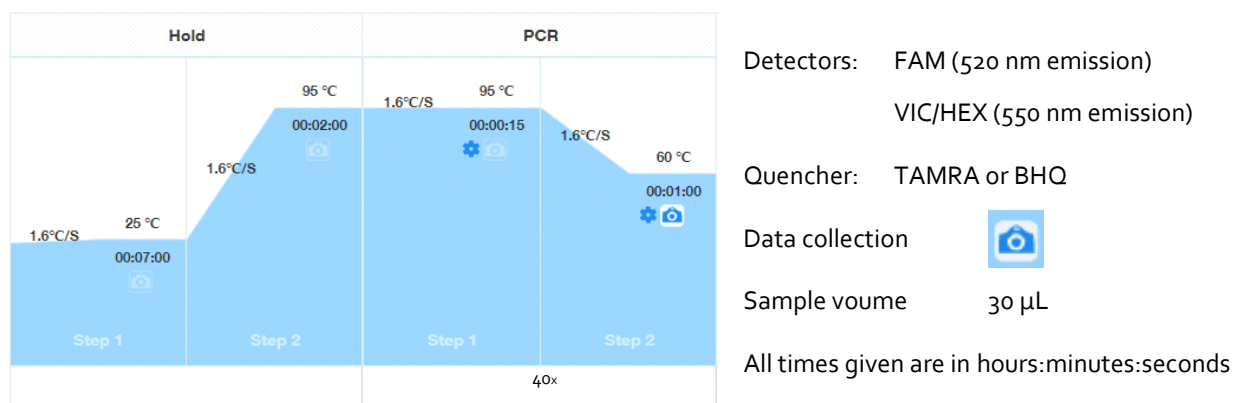 Hold
PCR
1.6°C/S
25 °C
00:07:00
Step 1
1.6°C/S
95 °C
00:02:00
Step 2
1.6°C/S
95 °C
00:00:15
Step 1
1.6°C/S
60 °C
00:01:00
Step 2
40x
Detectors: FAM (520 nm emission)
VIC/HEX (550 nm emission)
Quencher: TAMRA or BHQ
Data collection
Sample voume 30 µL
All times given are in hours:minutes:seconds